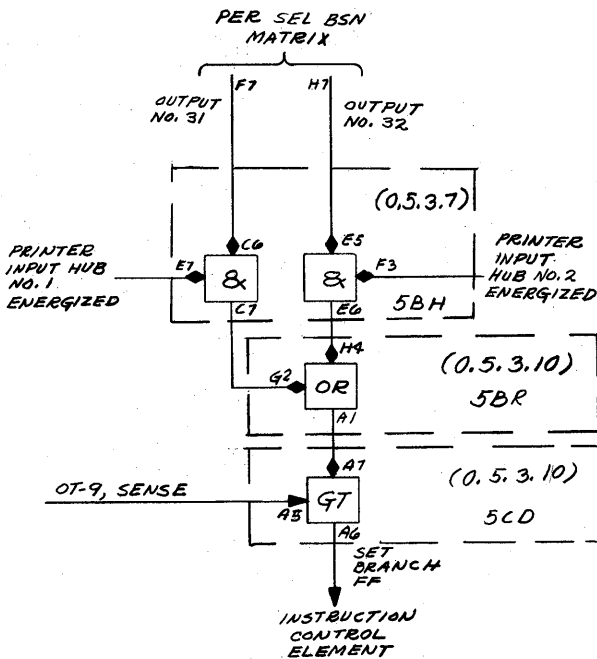 PER SEL BSN
MATRIX
F7
H7
OUTPUT
NO. 31
OUTPUT
NO. 32
(0.5.3.7)
C6
E5
PRINTER
INPUT HUB
NO. 1
ENERGIZED
E7
&
&
F3
PRINTER
INPUT
HUB NO. 2
ENERGIZED
C7
E6
5BH
H4
(0.5.3.10)
G2
OR
5BR
A1
A7
(0.5.3.10)
OT-9, SENSE
GT
A5
5CD
A6
SET
BRANCH
FF
INSTRUCTION
CONTROL
ELEMENT